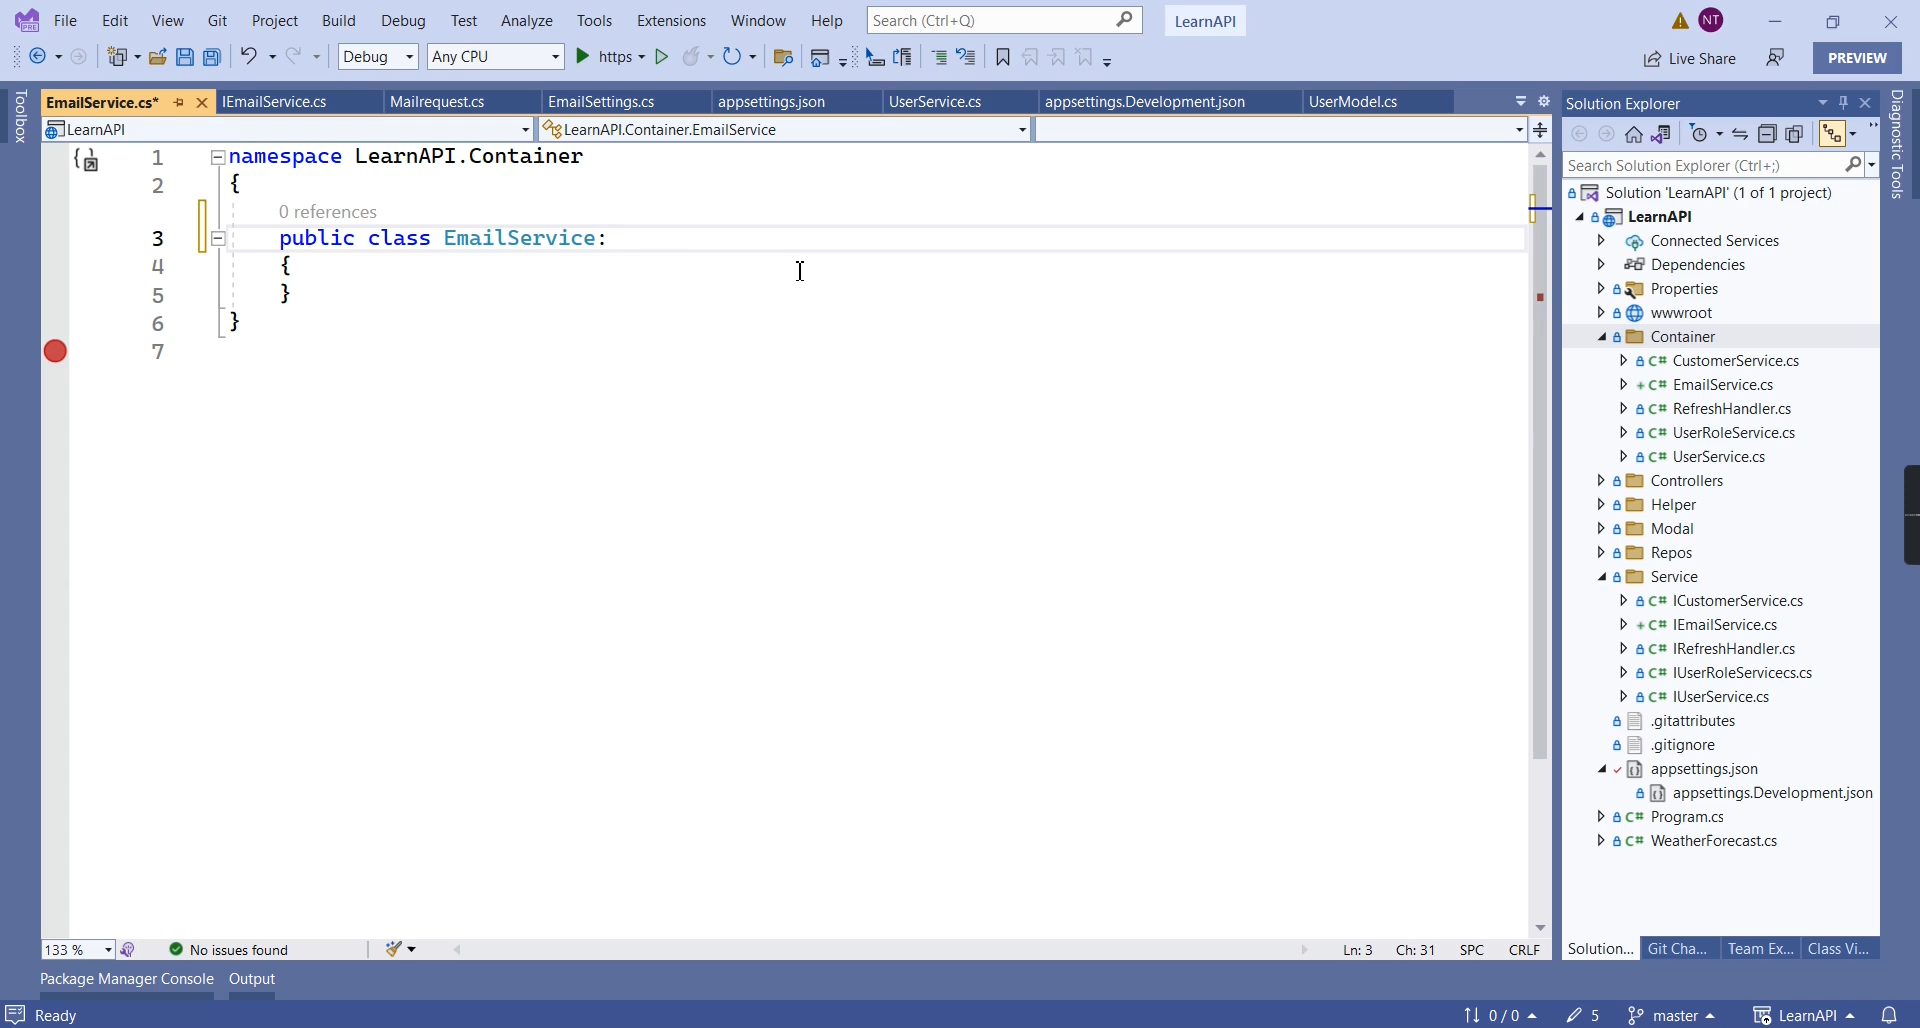 File Edit View Git Project Build Debug Test Analyze Tools Extensions Window Help Search (Ctrl+Q) LearnAPI NT
Debug Any CPU https Live Share PREVIEW
Toolbox
EmailService.cs* IEmailService.cs Mailrequest.cs EmailSettings.cs appsettings.json UserService.cs appsettings.Development.json UserModel.cs
LearnAPI LearnAPI.Container.EmailService
1 namespace LearnAPI.Container
2 {
0 references
3 public class EmailService:
4 {
5 }
6 }
7
133 % No issues found Ln: 3 Ch: 31 SPC CRLF
Solution Explorer
Search Solution Explorer (Ctrl+;)
Solution 'LearnAPI' (1 of 1 project)
LearnAPI
Connected Services
Dependencies
Properties
wwwroot
Container
C# CustomerService.cs
C# EmailService.cs
C# RefreshHandler.cs
C# UserRoleService.cs
C# UserService.cs
Controllers
Helper
Modal
Repos
Service
C# ICustomerService.cs
C# IEmailService.cs
C# IRefreshHandler.cs
C# IUserRoleServicecs.cs
C# IUserService.cs
.gitattributes
.gitignore
appsettings.json
appsettings.Development.json
C# Program.cs
C# WeatherForecast.cs
Solution... Git Cha... Team Ex... Class Vi...
Diagnostic Tools
Package Manager Console Output
Ready 0 / 0 5 master LearnAPI